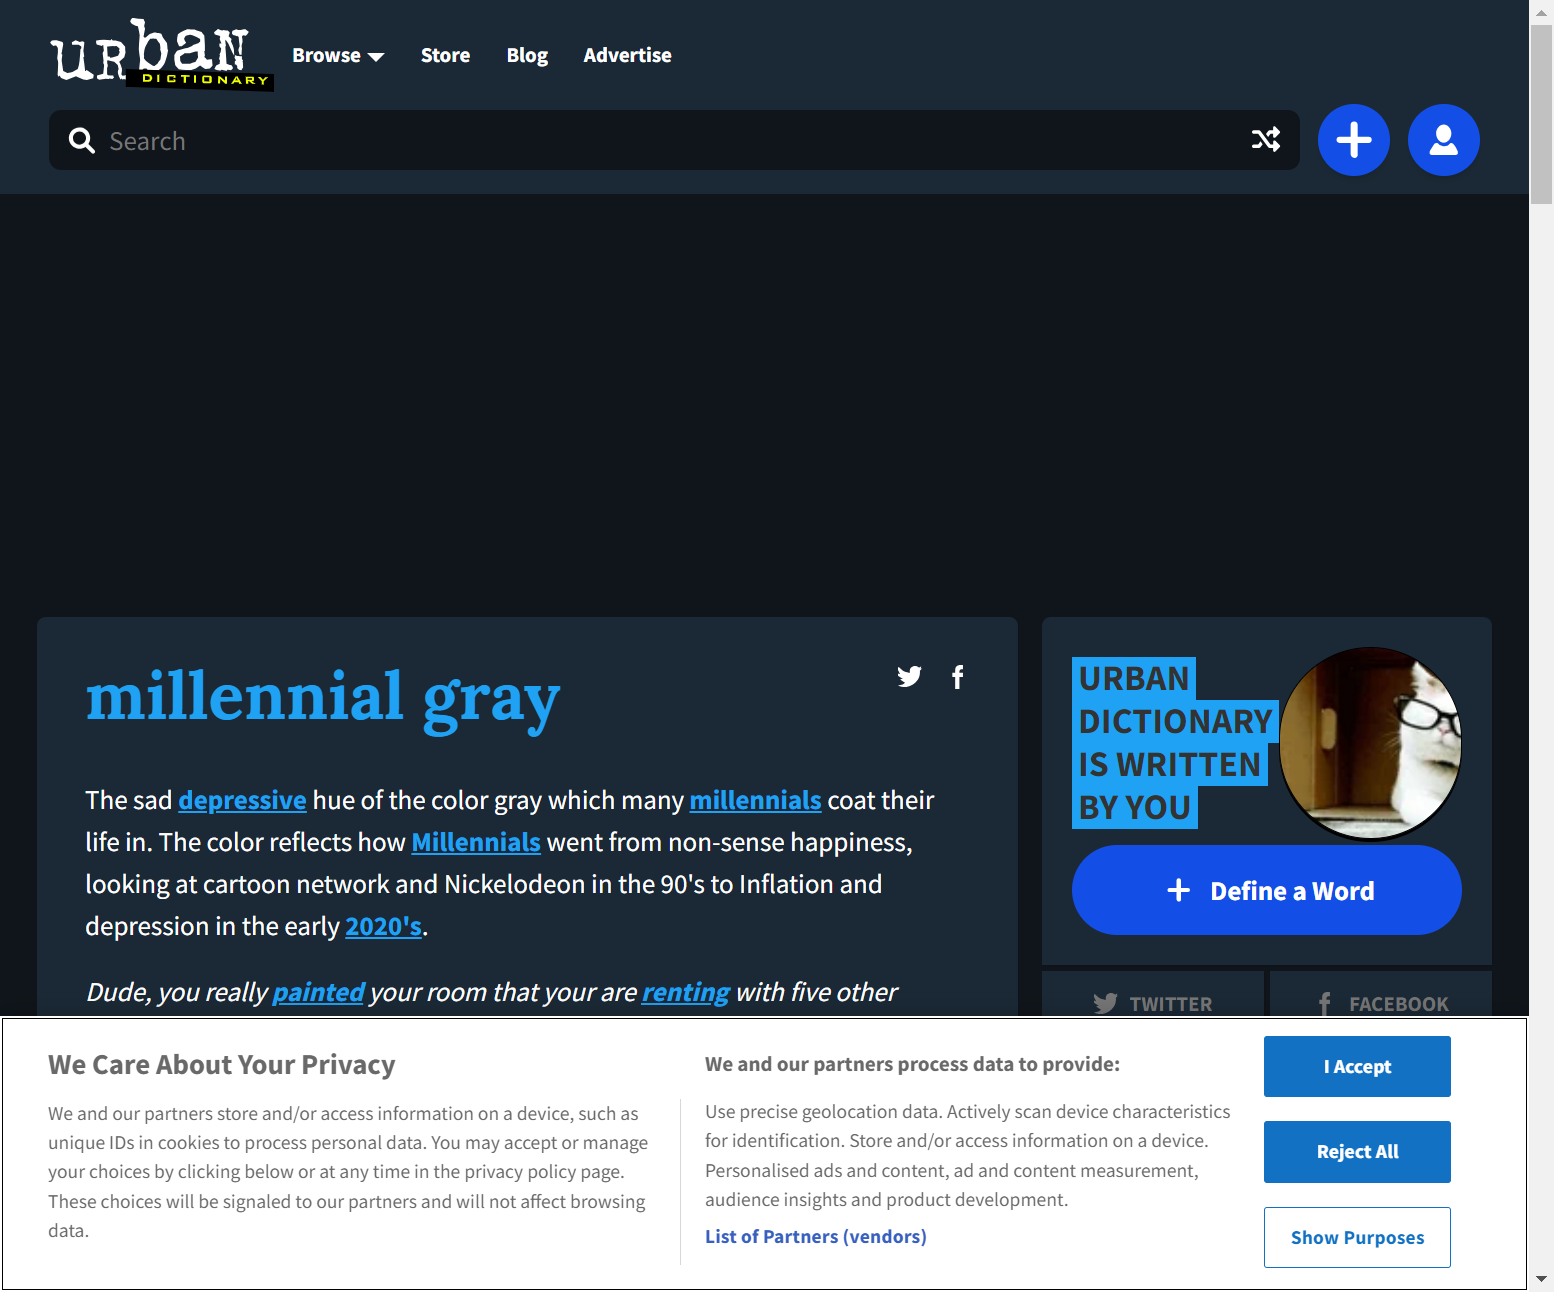 urban
DICTIONARY
Browse
Store
Blog
Advertise
Search
millennial gray
The sad depressive hue of the color gray which many millennials coat their
life in. The color reflects how Millennials went from non-sense happiness,
looking at cartoon network and Nickelodeon in the 90's to Inflation and
depression in the early 2020's.
Dude, you really painted your room that your are renting with five other
URBAN
DICTIONARY
IS WRITTEN
BY YOU
Define a Word
TWITTER
FACEBOOK
We Care About Your Privacy
We and our partners store and/or access information on a device, such as
unique IDs in cookies to process personal data. You may accept or manage
your choices by clicking below or at any time in the privacy policy page.
These choices will be signaled to our partners and will not affect browsing
data.
We and our partners process data to provide:
Use precise geolocation data. Actively scan device characteristics
for identification. Store and/or access information on a device.
Personalised ads and content, ad and content measurement,
audience insights and product development.
List of Partners (vendors)
I Accept
Reject All
Show Purposes